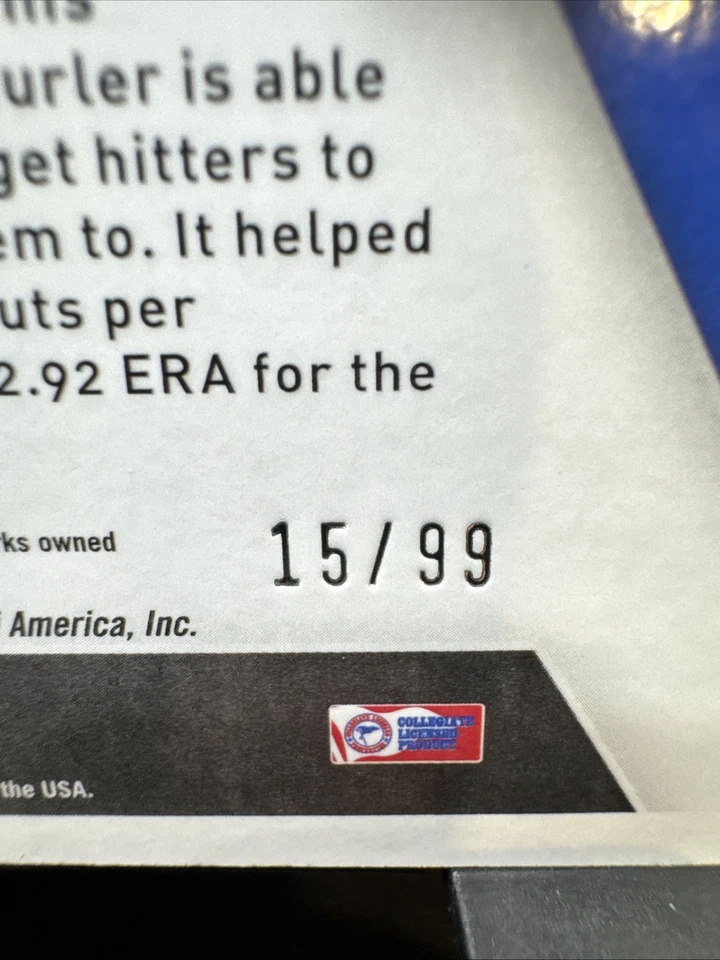 urler is able
get hitters to
em to. It helped
uts per
2.92 ERA for the
rks owned
15/99
i America, Inc.
COLLEGIATE
LICENSED
PRODUCT
the USA.